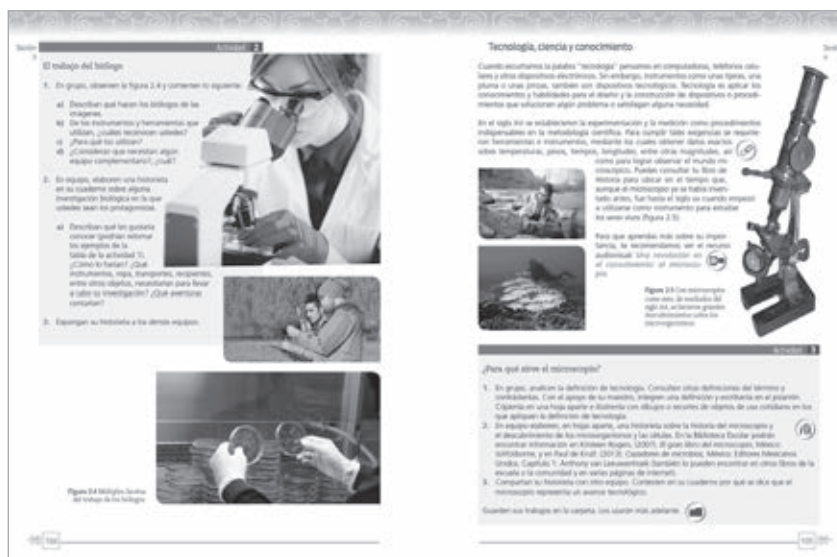 Sesión
Actividad 2
El trabajo del biólogo
1. En grupo, observen la figura 2.4 y comenten lo siguiente:
a) Describan qué hacen los biólogos de las
imágenes.
b) De los instrumentos y herramientas que
utilizan, ¿cuáles reconocen ustedes?
c) ¿Para qué los utilizan?
d) ¿Consideran que necesitan algún
equipo complementario?, ¿cuál?
2. En equipo, elaboren una historieta
en su cuaderno sobre alguna
investigación biológica en la que
ustedes sean los protagonistas.
a) Describan qué les gustaría
conocer (podrían retomar
los ejemplos de la
tabla de la actividad 1).
¿Cómo lo harían? ¿Qué
instrumentos, ropa, transportes, recipientes,
entre otros objetos, necesitarían para llevar
a cabo su investigación? ¿Qué aventuras
contarían?
3. Expongan su historieta a los demás equipos.
Figura 2.4 Múltiples facetas
del trabajo de los biólogos.
Tecnología, ciencia y conocimiento
Cuando escuchamos la palabra "tecnología" pensamos en computadoras, teléfonos celu-
lares y otros dispositivos electrónicos. Sin embargo, instrumentos como unas tijeras, una
pluma o unas pinzas, también son dispositivos tecnológicos. Tecnología es aplicar los
conocimientos y habilidades para el diseño y la construcción de dispositivos o procedi-
mientos que solucionen algún problema o satisfagan alguna necesidad.
En el siglo XVII se establecieron la experimentación y la medición como procedimientos
indispensables en la metodología científica. Para cumplir tales exigencias se requirie-
ron herramientas e instrumentos, mediante los cuales obtener datos exactos
sobre temperaturas, pesos, tiempos, longitudes, entre otras magnitudes, así
como para lograr observar el mundo mi-
croscópico. Puedes consultar tu libro de
Historia para ubicar en el tiempo que,
aunque el microscopio ya se había inven-
tado antes, fue hasta el siglo XVII cuando empezó
a utilizarse como instrumento para estudiar
los seres vivos (figura 2.5).
Para que aprendas más sobre su impor-
tancia, te recomendamos ver el recurso
audiovisual Una revolución en
el conocimiento: el microsco-
pio.
Figura 2.5 Con microscopios
como este, de mediados del
siglo XIX, se hicieron grandes
descubrimientos sobre los
microorganismos.
Actividad 3
¿Para qué sirve el microscopio?
1. En grupo, analicen la definición de tecnología. Consulten otras definiciones del término y
contrástenlas. Con el apoyo de su maestro, integren una definición y escríbanla en el pizarrón.
Cópienla en una hoja aparte e ilústrenla con dibujos o recortes de objetos de uso cotidiano en los
que apliquen la definición de tecnología.
2. En equipo elaboren, en hojas aparte, una historieta sobre la historia del microscopio y
el descubrimiento de los microorganismos y las células. En la Biblioteca Escolar podrán
encontrar información en Kirsteen Rogers. (2001). El gran libro del microscopio, México:
SEP/Usborne, y en Paul de Kruif. (2013). Cazadores de microbios, México: Editores Mexicanos
Unidos. Capítulo 1: Anthony van Leeuwenhoek (también lo pueden encontrar en otros libros de la
escuela o la comunidad y en varias páginas de internet).
3. Compartan su historieta con otro equipo. Contesten en su cuaderno por qué se dice que el
microscopio representa un avance tecnológico.
Guarden sus trabajos en la carpeta. Los usarán más adelante.